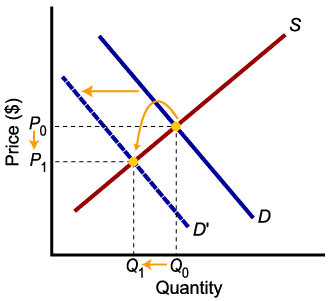 S
Price ($)
P0
P1
D
D'
Q1
Q0
Quantity